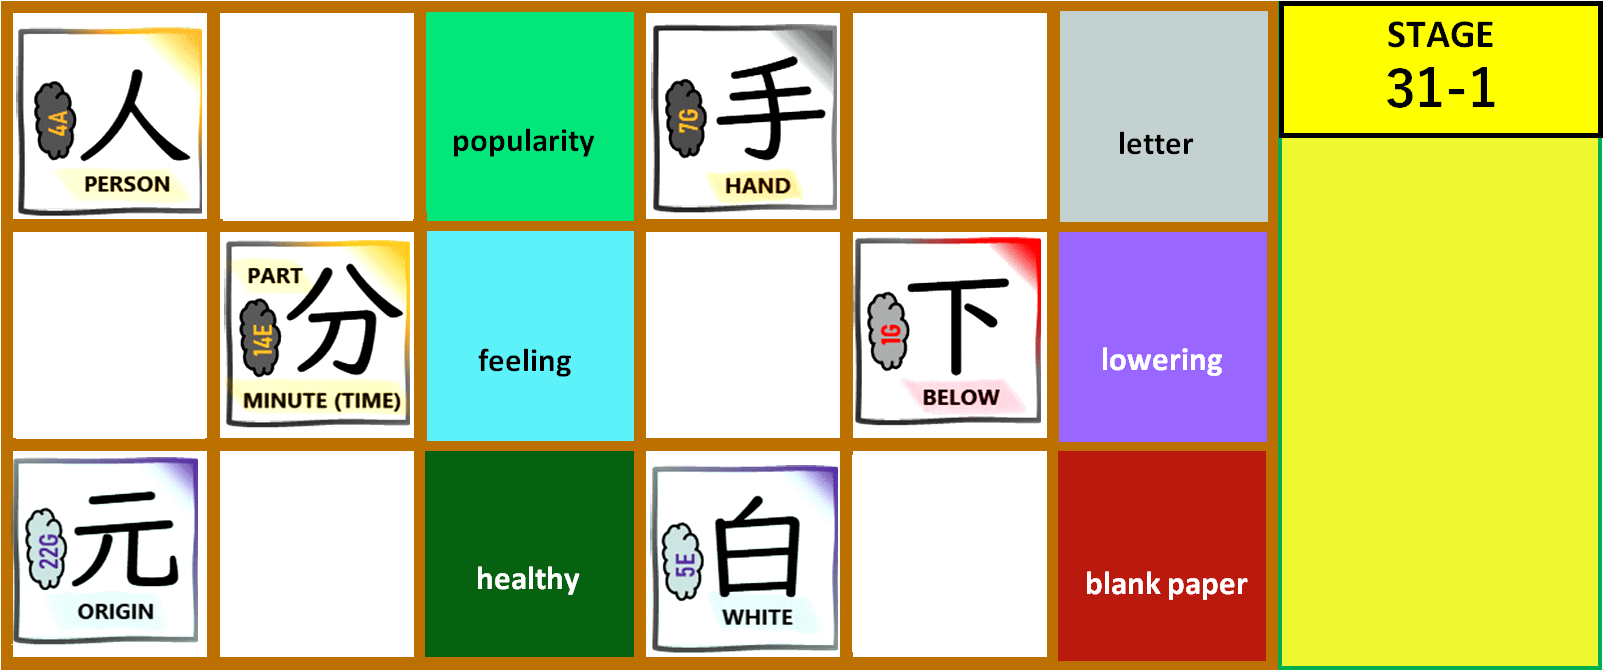 人
4A
PERSON
popularity
手
7G
HAND
letter
STAGE
31-1
PART
分
14E
MINUTE (TIME)
feeling
下
1G
BELOW
lowering
元
22G
ORIGIN
healthy
白
5E
WHITE
blank paper